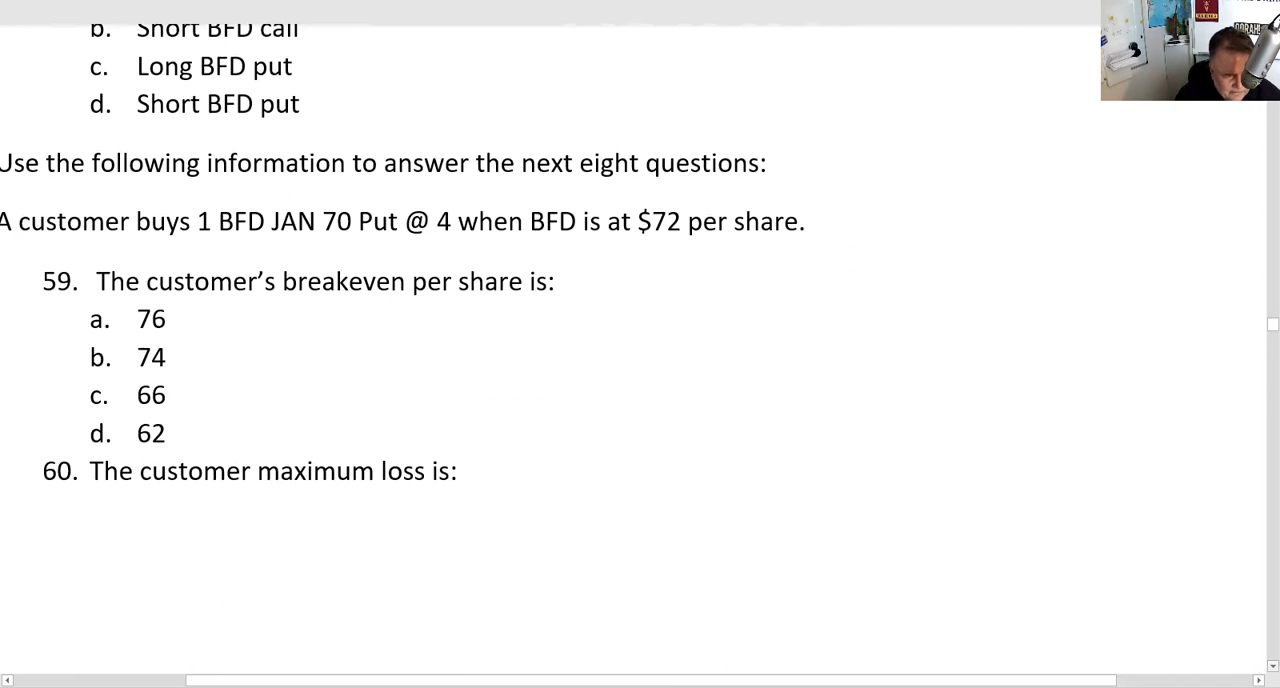 b. Short BFD call
c. Long BFD put
d. Short BFD put
Use the following information to answer the next eight questions:
A customer buys 1 BFD JAN 70 Put @ 4 when BFD is at $72 per share.
59. The customer’s breakeven per share is:
a. 76
b. 74
c. 66
d. 62
60. The customer maximum loss is: